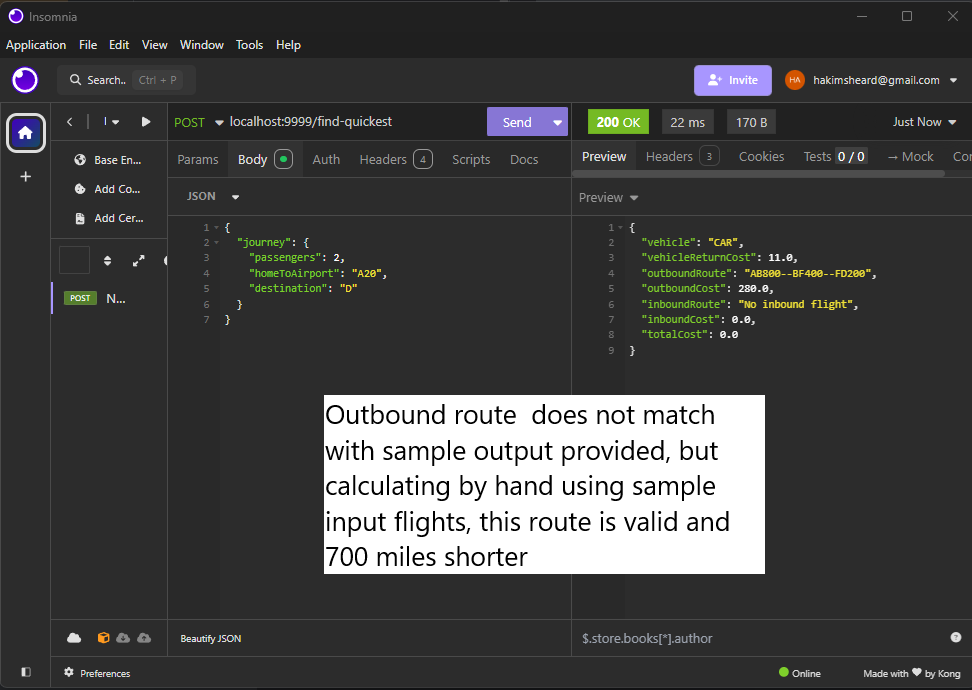 Insomnia
Application File Edit View Window Tools Help
Search.. Ctrl + P
Invite
HA hakimsheard@gmail.com
I
POST localhost:9999/find-quickest Send
200 OK 22 ms 170 B Just Now
Base En...
Add Co...
Add Cer...
POST N...
Params Body Auth Headers 4 Scripts Docs
JSON
1 {
2 "journey": {
3 "passengers": 2,
4 "homeToAirport": "A20",
5 "destination": "D"
6 }
7 }
Preview Headers 3 Cookies Tests 0 / 0 → Mock Con
Preview
1 {
2 "vehicle": "CAR",
3 "vehicleReturnCost": 11.0,
4 "outboundRoute": "AB800--BF400--FD200",
5 "outboundCost": 280.0,
6 "inboundRoute": "No inbound flight",
7 "inboundCost": 0.0,
8 "totalCost": 0.0
9 }
Outbound route does not match
with sample output provided, but
calculating by hand using sample
input flights, this route is valid and
700 miles shorter
Beautify JSON
$.store.books[*].author
Preferences
Online
Made with ♥ by Kong